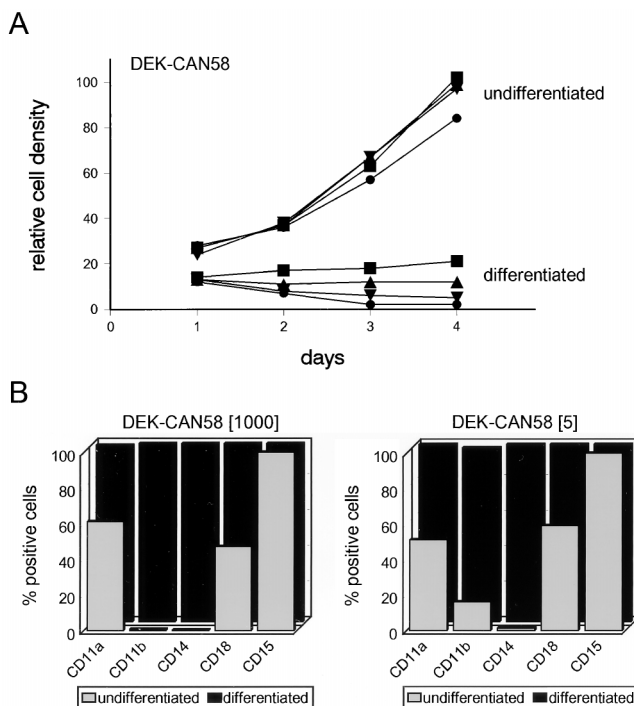 A
DEK-CAN58
relative cell density
100
80
60
40
20
0
undifferentiated
differentiated
0 1 2 3 4
days
B
DEK-CAN58 [1000]
% positive cells
100
80
60
40
20
0
CD11a CD11b CD14 CD18 CD15
undifferentiated differentiated
DEK-CAN58 [5]
% positive cells
100
80
60
40
20
0
CD11a CD11b CD14 CD18 CD15
undifferentiated differentiated